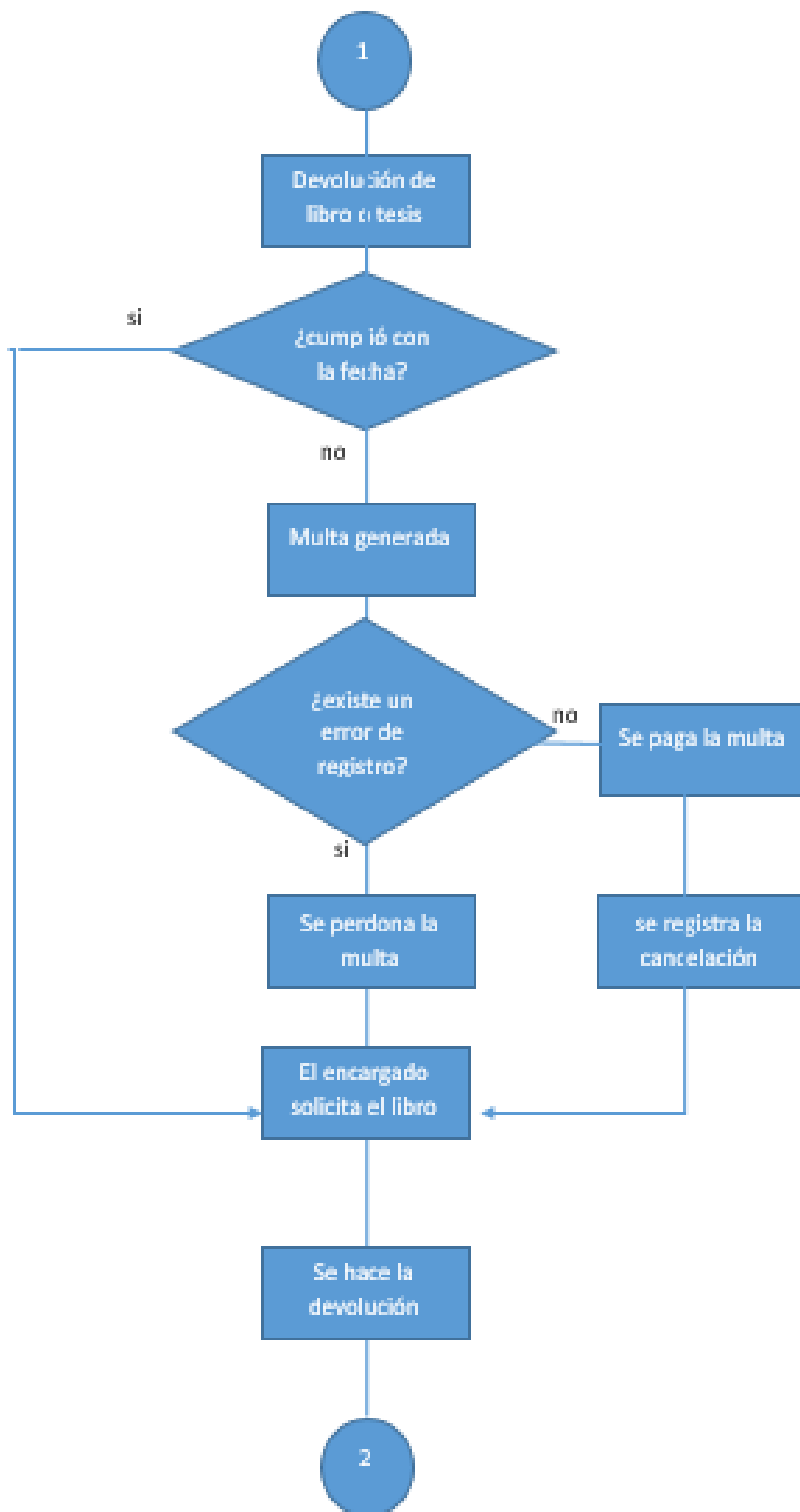 1
Devolución de
libro o tesis
si
¿cumplió con
la fecha?
no
Multa generada
¿existe un
error de
registro?
no
Se paga la multa
si
Se perdona la
multa
se registra la
cancelación
El encargado
solicita el libro
Se hace la
devolución
2